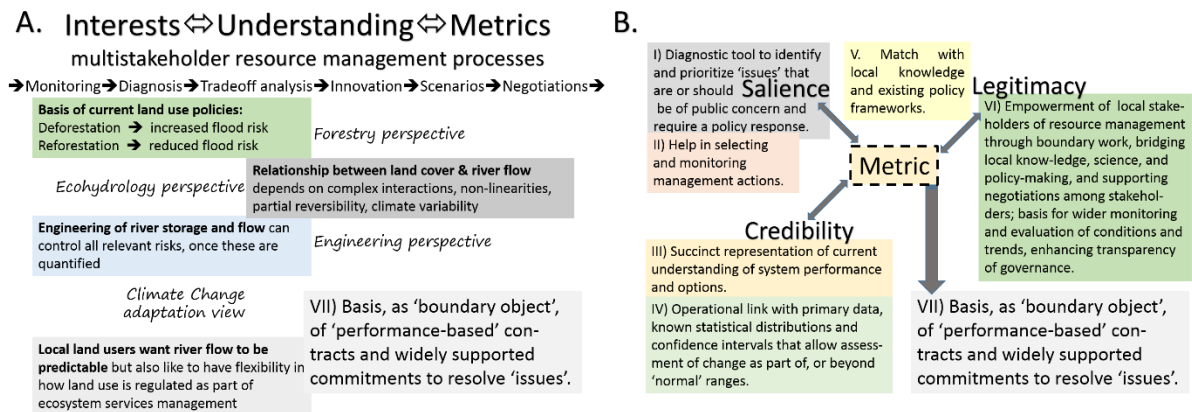 A. Interests ⇔ Understanding ⇔ Metrics
multistakeholder resource management processes
➔ Monitoring ➔ Diagnosis ➔ Tradeoff analysis ➔ Innovation ➔ Scenarios ➔ Negotiations ➔
Basis of current land use policies:
Deforestation ➔ increased flood risk
Reforestation ➔ reduced flood risk
Forestry perspective
Ecohydrology perspective
Relationship between land cover & river flow
depends on complex interactions, non-linearities,
partial reversibility, climate variability
Engineering of river storage and flow can
control all relevant risks, once these are
quantified
Engineering perspective
Climate Change
adaptation view
Local land users want river flow to be
predictable but also like to have flexibility in
how land use is regulated as part of
ecosystem services management
VII) Basis, as ‘boundary object’,
of ‘performance-based’ con-
tracts and widely supported
commitments to resolve ‘issues’.
B.
I) Diagnostic tool to identify
and prioritize ‘issues’ that
are or should
be of public concern and
require a policy response.
Salience
II) Help in selecting
and monitoring
management actions.
V. Match with
local knowledge
and existing policy
frameworks.
Legitimacy
VI) Empowerment of local stake-
holders of resource management
through boundary work, bridging
local know-ledge, science, and
policy-making, and supporting
negotiations among stakehol-
ders; basis for wider monitoring
and evaluation of conditions and
trends, enhancing transparency
of governance.
Metric
Credibility
III) Succinct representation of current
understanding of system performance
and options.
IV) Operational link with primary data,
known statistical distributions and
confidence intervals that allow assess-
ment of change as part of, or beyond
‘normal’ ranges.
VII) Basis, as ‘boundary object’,
of ‘performance-based’ con-
tracts and widely supported
commitments to resolve ‘issues’.